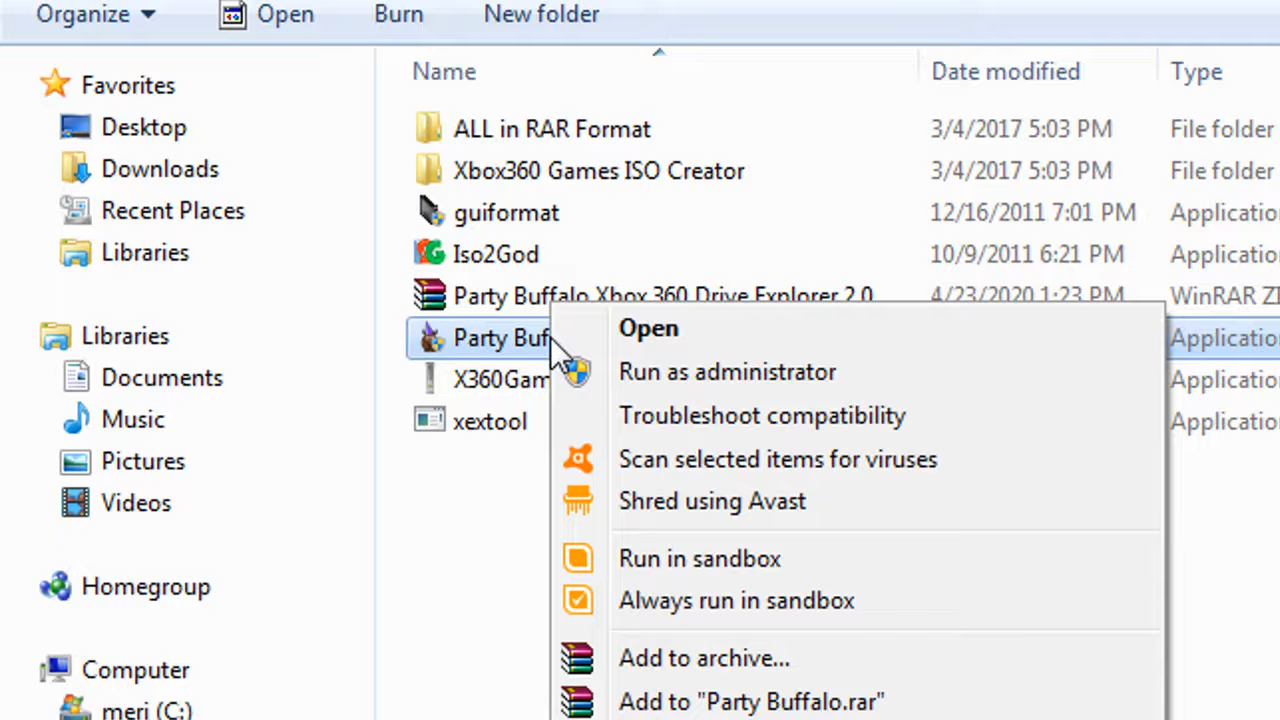 Organize Open Burn New folder
Name Date modified Type
Favorites
Desktop
Downloads
Recent Places
Libraries
Libraries
Documents
Music
Pictures
Videos
Homegroup
Computer
meri (C:)
ALL in RAR Format 3/4/2017 5:03 PM File folder
Xbox360 Games ISO Creator 3/4/2017 5:03 PM File folder
guiformat 12/16/2011 7:01 PM Applicatio
Iso2God 10/9/2011 6:21 PM Applicatio
Party Buffalo Xbox 360 Drive Explorer 2.0 4/23/2020 1:23 PM WinRAR ZI
Party Buf Applicatio
X360Gam Applicatio
xextool Applicatio
Open
Run as administrator
Troubleshoot compatibility
Scan selected items for viruses
Shred using Avast
Run in sandbox
Always run in sandbox
Add to archive...
Add to "Party Buffalo.rar"